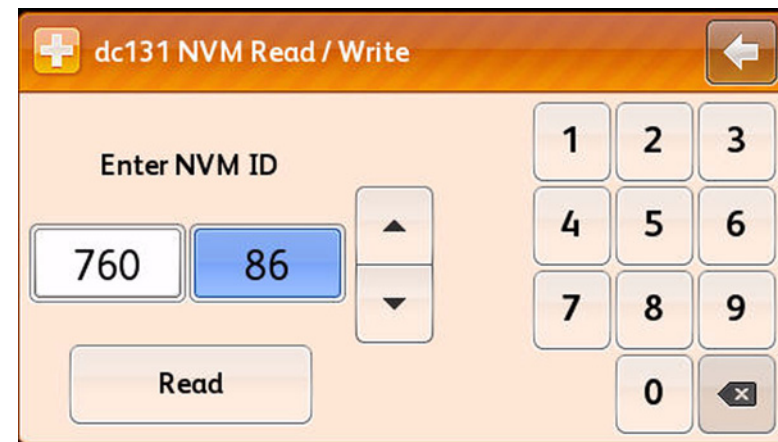 dc131 NVM Read / Write
Enter NVM ID
760 86
Read
1 2 3
4 5 6
7 8 9
0